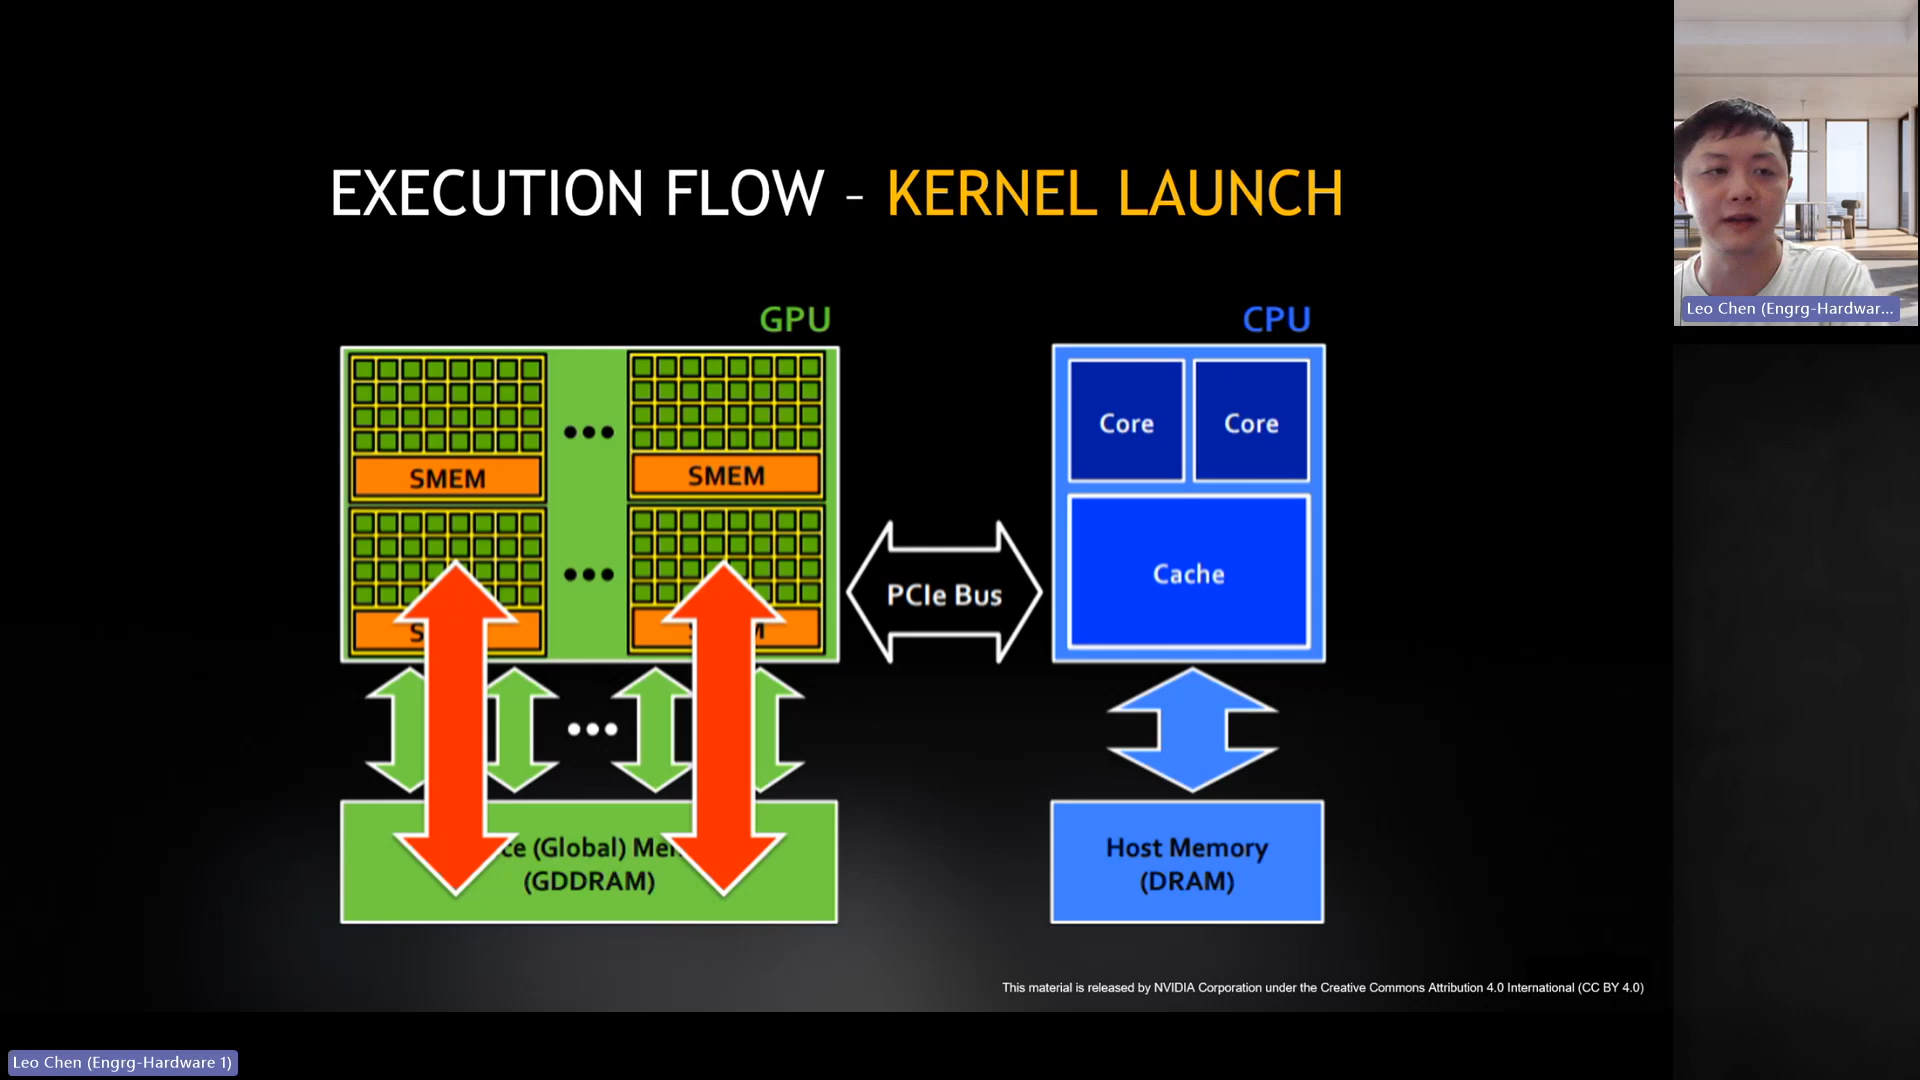 EXECUTION FLOW – KERNEL LAUNCH
GPU
CPU
SMEM
SMEM
Core
Core
Cache
PCIe Bus
(Global)
(GDDRAM)
Host Memory
(DRAM)
This material is released by NVIDIA Corporation under the Creative Commons Attribution 4.0 International (CC BY 4.0)
Leo Chen (Engrg-Hardwar...
Leo Chen (Engrg-Hardware 1)